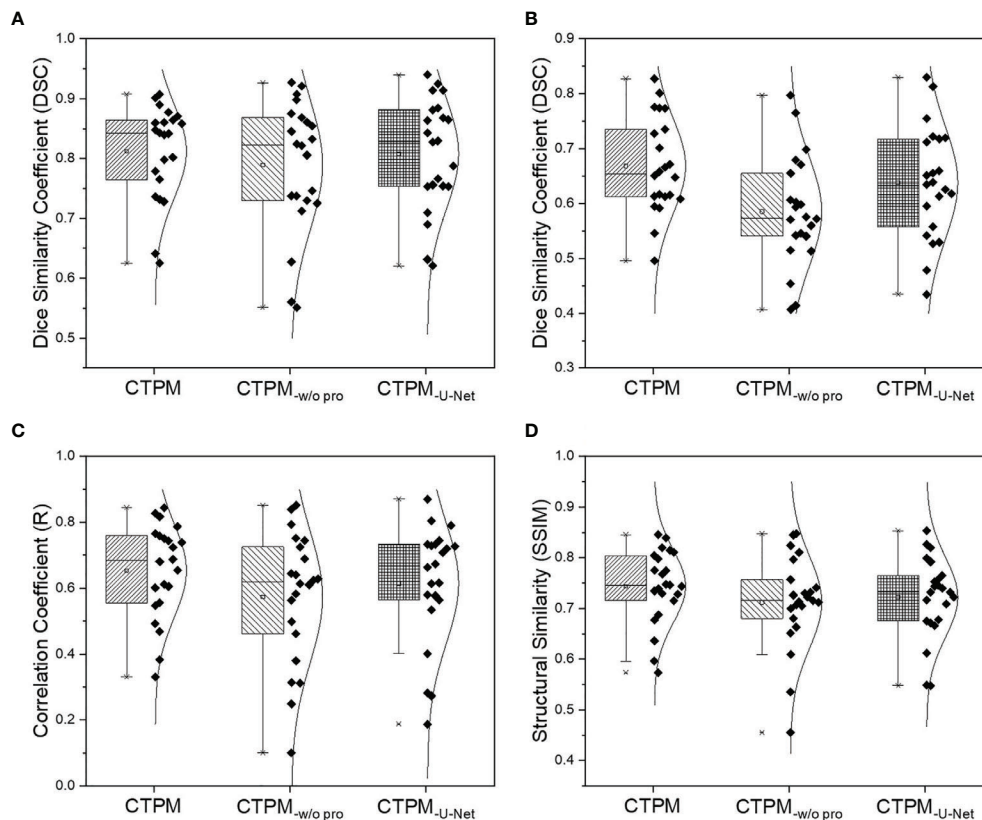 A
Dice Similarity Coefficient (DSC)
1.0
0.9
0.8
0.7
0.6
0.5
CTPM
CTPM-w/o pro
CTPM-U-Net
B
Dice Similarity Coefficient (DSC)
0.9
0.8
0.7
0.6
0.5
0.4
0.3
CTPM
CTPM-w/o pro
CTPM-U-Net
C
Correlation Coefficient (R)
1.0
0.8
0.6
0.4
0.2
0.0
CTPM
CTPM-w/o pro
CTPM-U-Net
D
Structural Similarity (SSIM)
1.0
0.9
0.8
0.7
0.6
0.5
0.4
CTPM
CTPM-w/o pro
CTPM-U-Net